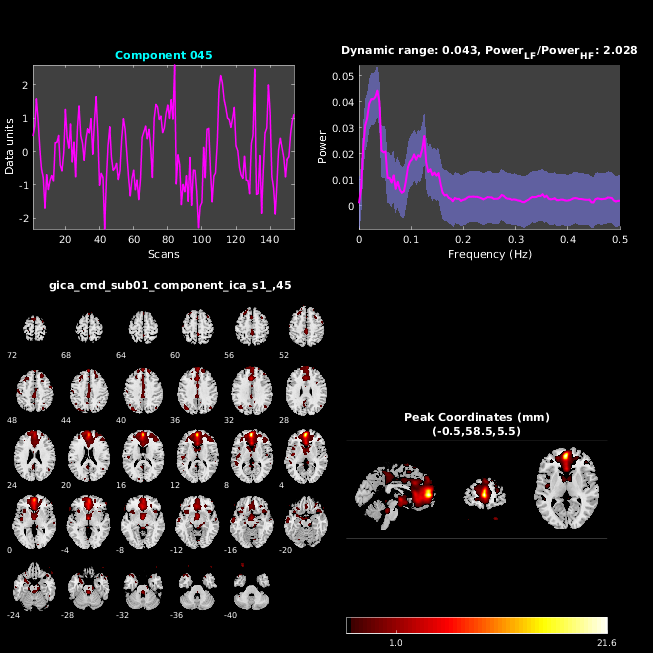 Component 045
Data units
2
1
0
-1
-2
20 40 60 80 100 120 140
Scans
Dynamic range: 0.043, Power_LF/Power_HF: 2.028
Power
0.05
0.04
0.03
0.02
0.01
0
0 0.1 0.2 0.3 0.4 0.5
Frequency (Hz)
gica_cmd_sub01_component_ica_s1_,45
72 68 64 60 56 52
48 44 40 36 32 28
24 20 16 12 8 4
0 -4 -8 -12 -16 -20
-24 -28 -32 -36 -40
Peak Coordinates (mm)
(-0.5,58.5,5.5)
1.0 21.6